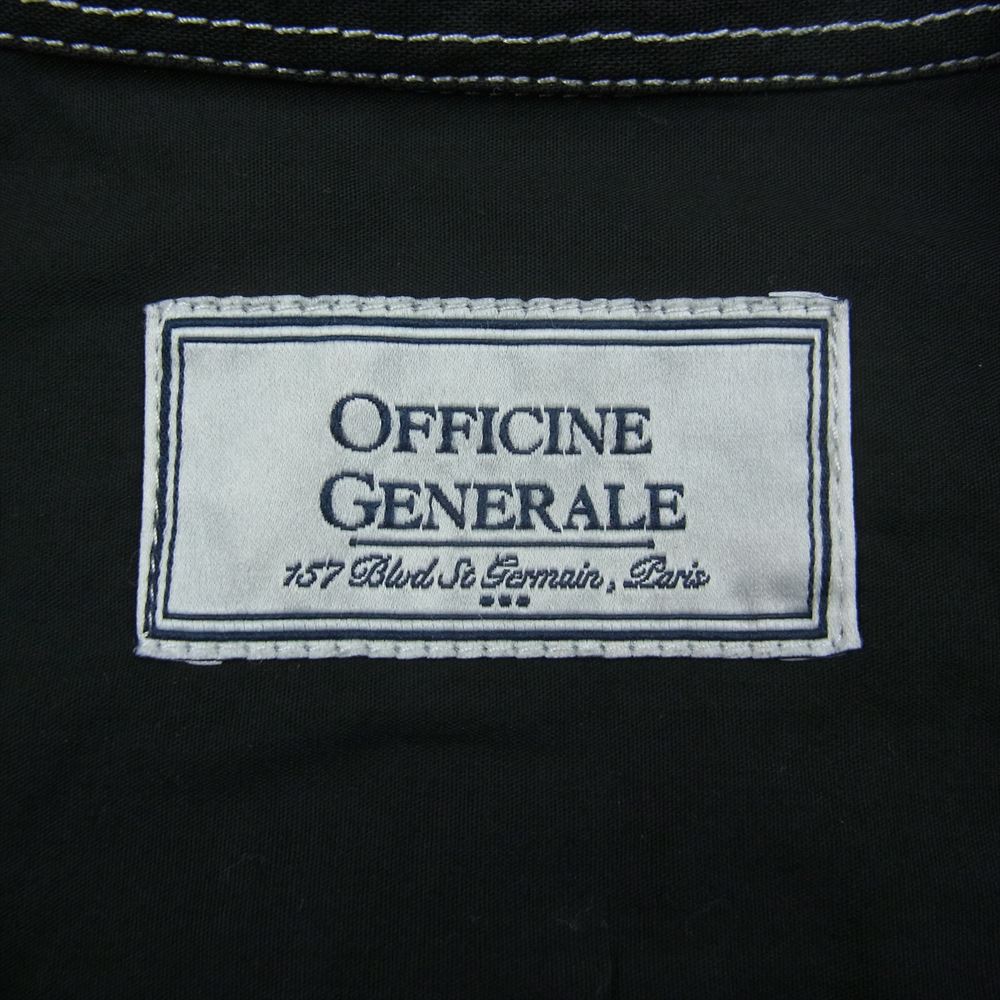 OFFICINE
GENERALE
157 Blvd St Germain, Paris